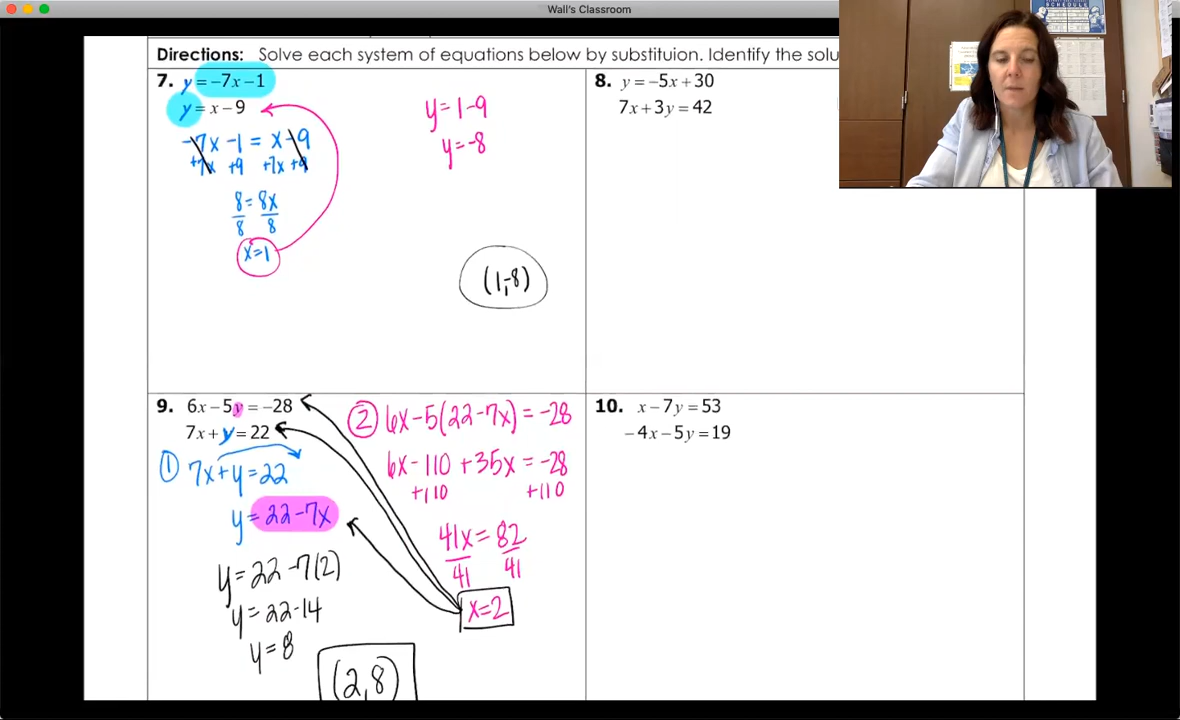 Wall's Classroom
SCHEDULE
Directions: Solve each system of equations below by substituion. Identify the solu
7. y = -7x - 1
y = x - 9
-7x - 1 = x - 9
+7x +9 +7x +9
8 = 8x
8 8
x = 1
y = 1 - 9
y = -8
(1, -8)
8. y = -5x + 30
7x + 3y = 42
9. 6x - 5y = -28
7x + y = 22
① 7x + y = 22
y = 22 - 7x
y = 22 - 7(2)
y = 22 - 14
y = 8
(2, 8)
② 6x - 5(22 - 7x) = -28
6x - 110 + 35x = -28
+110 +110
41x = 82
41 41
x = 2
10. x - 7y = 53
-4x - 5y = 19